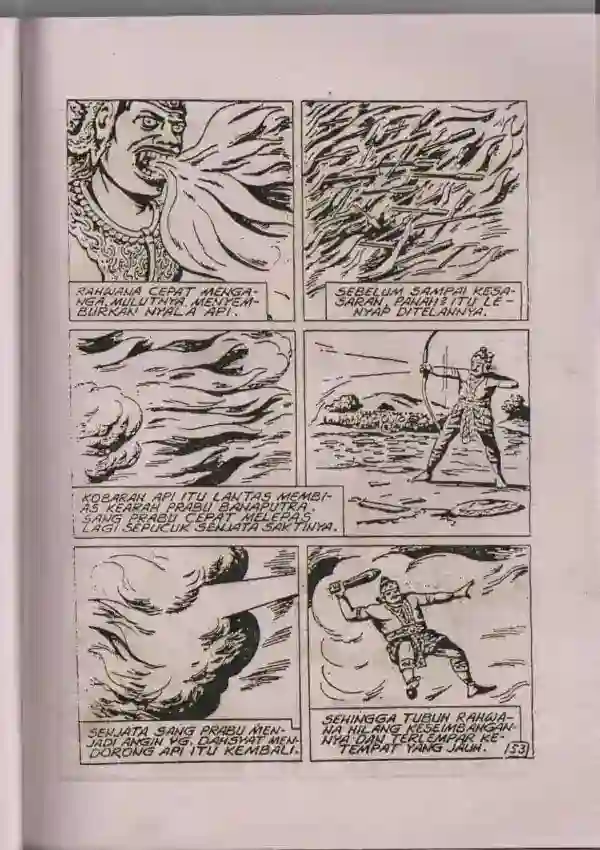 RAHWANA CEPAT MENGA-
NGA, MULUTNYA MENYEM-
BURKAN NYALA API.
SEBELUM SAMPAI KESA-
SARAN, PANAH² ITU LE-
NYAP DITELANNYA.
KOBARAN API ITU LANTAS MEMBI-
AS KEARAH PRABU BANAPUTRA.
SANG PRABU CEPAT MELEPAS
LAGI SEPUCUK SENJATA SAKTINYA.
SENJATA SANG PRABU MEN-
JADI ANGIN YG. DAHSYAT MEN-
DORONG API ITU KEMBALI.
SEHINGGA TUBUH RAHWA-
NA HILANG KESEIMBANGAN-
NYA DAN TERLEMPAR KE-
TEMPAT YANG JAUH.
153